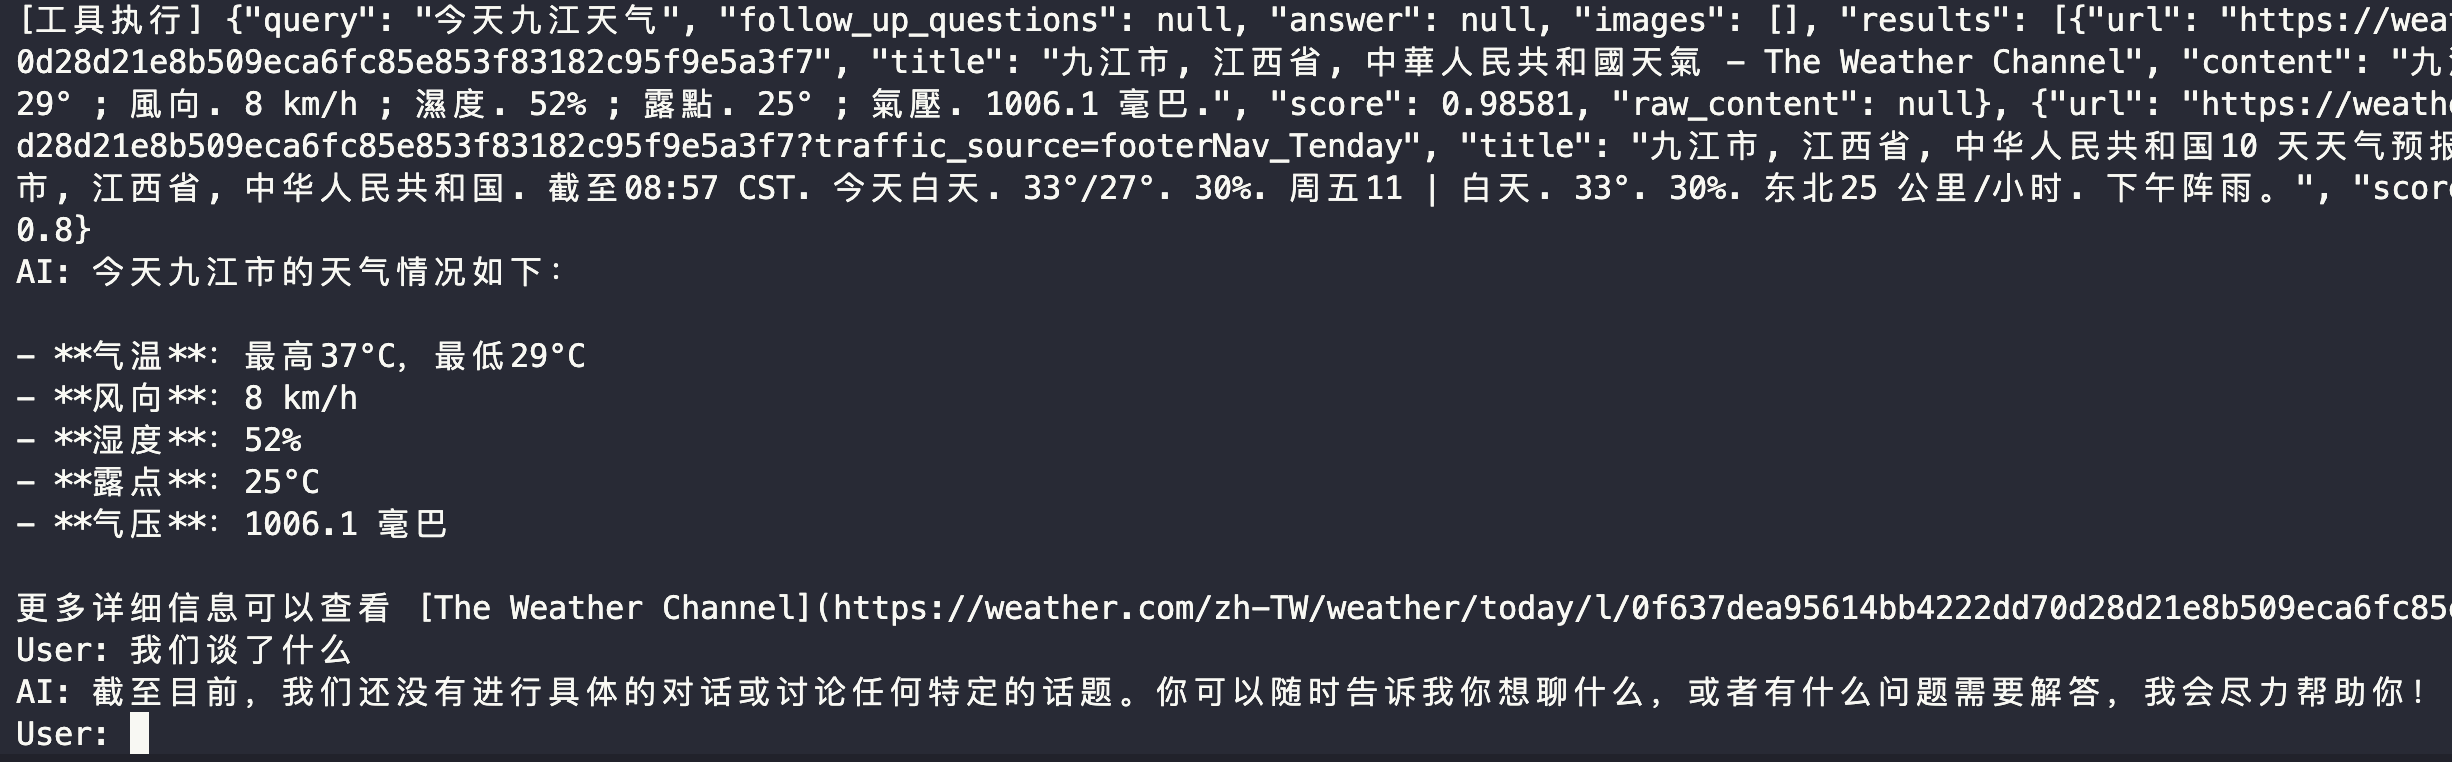 [工具执行] {"query": "今天九江天气", "follow_up_questions": null, "answer": null, "images": [], "results": [{"url": "https://weat
0d28d21e8b509eca6fc85e853f83182c95f9e5a3f7", "title": "九江市, 江西省, 中華人民共和國天氣 - The Weather Channel", "content": "九
29° ; 風向. 8 km/h ; 濕度. 52% ; 露點. 25° ; 氣壓. 1006.1 毫巴.", "score": 0.98581, "raw_content": null}, {"url": "https://weathe
d28d21e8b509eca6fc85e853f83182c95f9e5a3f7?traffic_source=footerNav_Tenday", "title": "九江市, 江西省, 中华人民共和国10 天天气预报
市, 江西省, 中华人民共和国. 截至08:57 CST. 今天白天. 33°/27°. 30%. 周五11 | 白天. 33°. 30%. 东北25 公里/小时. 下午阵雨。", "score
0.8}
AI: 今天九江市的天气情况如下：
- **气温**：最高37°C，最低29°C
- **风向**：8 km/h
- **湿度**：52%
- **露点**：25°C
- **气压**：1006.1 毫巴
更多详细信息可以查看 [The Weather Channel](https://weather.com/zh-TW/weather/today/l/0f637dea95614bb4222dd70d28d21e8b509eca6fc85e
User: 我们谈了什么
AI: 截至目前，我们还没有进行具体的对话或讨论任何特定的话题。你可以随时告诉我你想聊什么，或者有什么问题需要解答，我会尽力帮助你！
User: